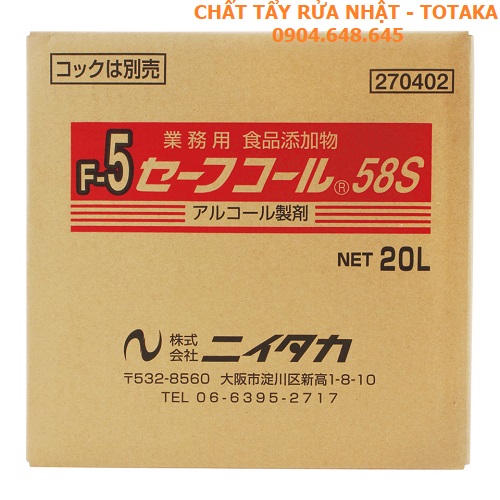 CHẤT TẨY RỬA NHẬT - TOTAKA
0904.648.645
コックは別売
270402
業務用 食品添加物
F-5 セーフコール® 58S
アルコール製剤
NET 20L
株式会社 ニイタカ
〒532-8560 大阪市淀川区新高1-8-10
TEL 06-6395-2717